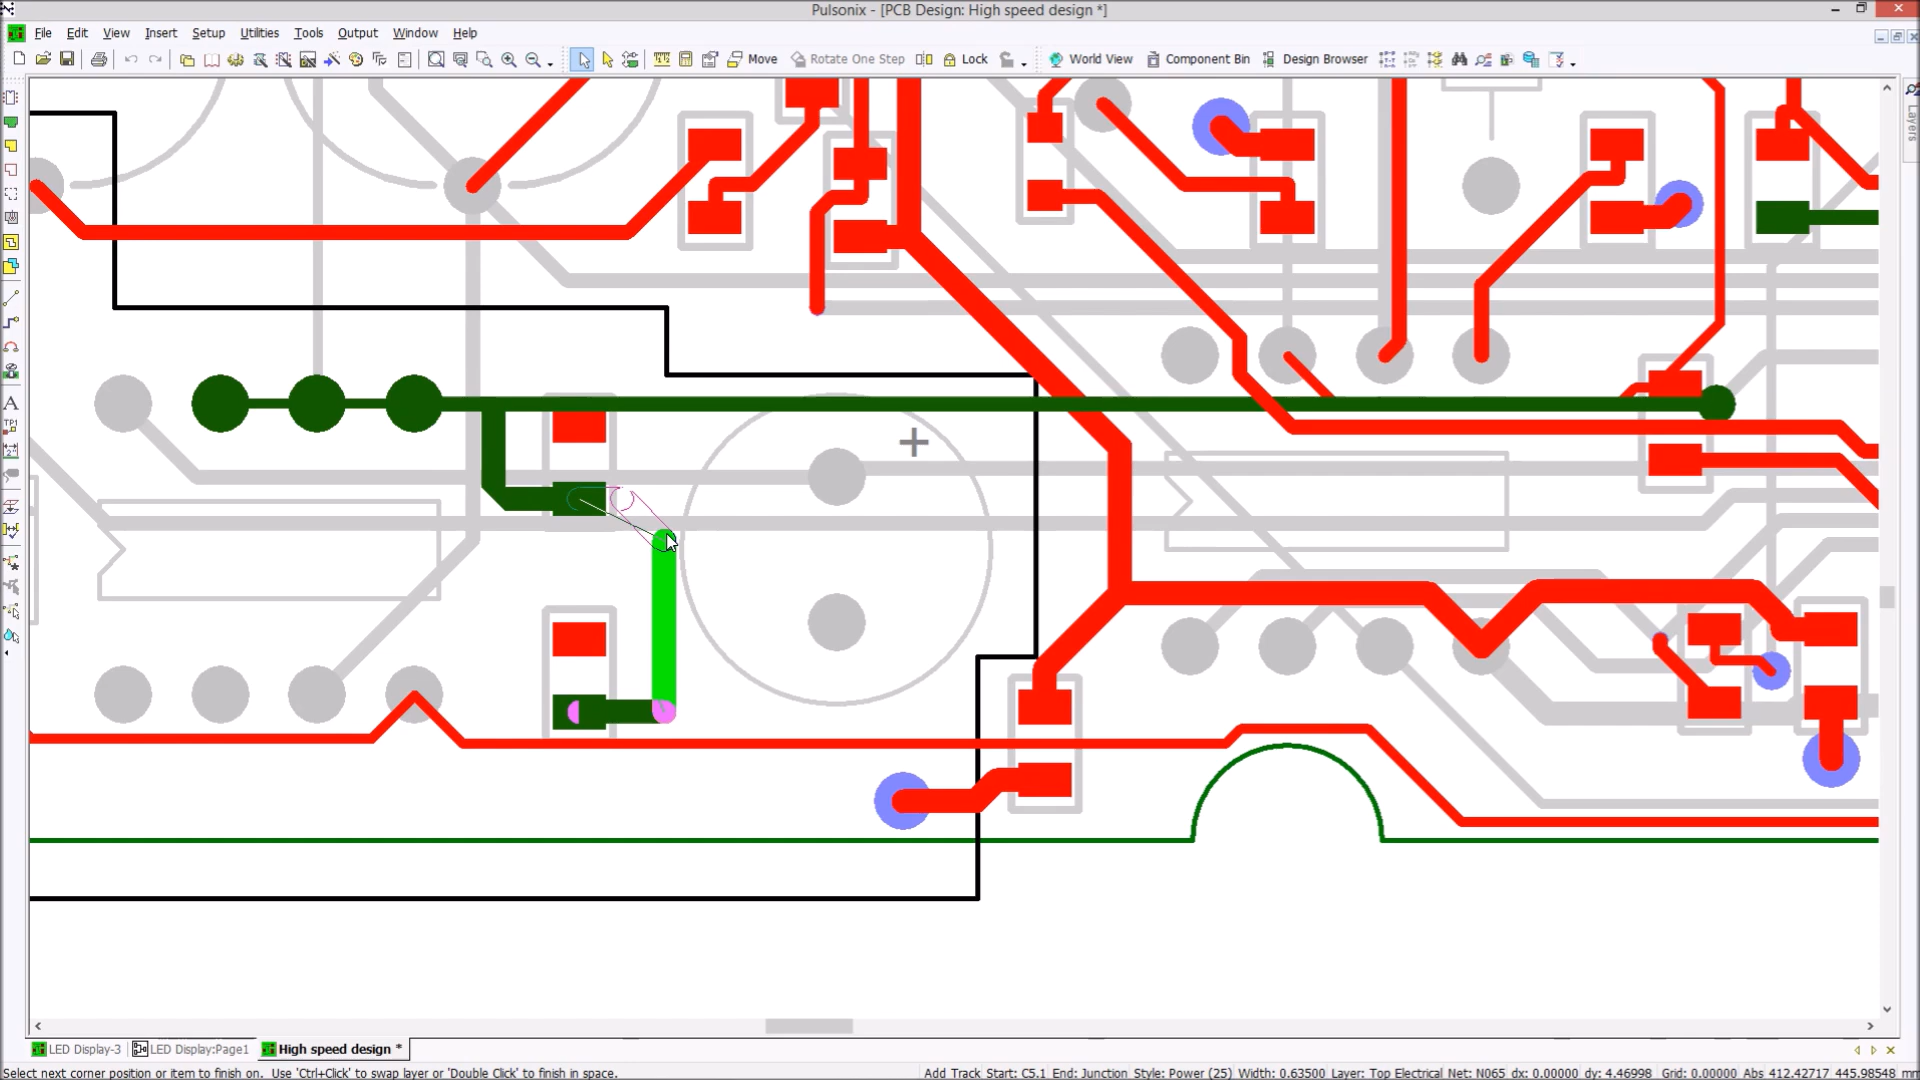 Pulsonix - [PCB Design: High speed design *]
File Edit View Insert Setup Utilities Tools Output Window Help
Move Rotate One Step Lock World View Component Bin Design Browser
Layers
A
TP1
LED Display-3 LED Display:Page1 High speed design *
Select next corner position or item to finish on. Use 'Ctrl+Click' to swap layer or 'Double Click' to finish in space. Add Track Start: C5.1 End: Junction Style: Power (25) Width: 0.63500 Layer: Top Electrical Net: N065 dx: 0.00000 dy: 4.46998 Grid: 0.00000 Abs 412.42717 445.98548 mm